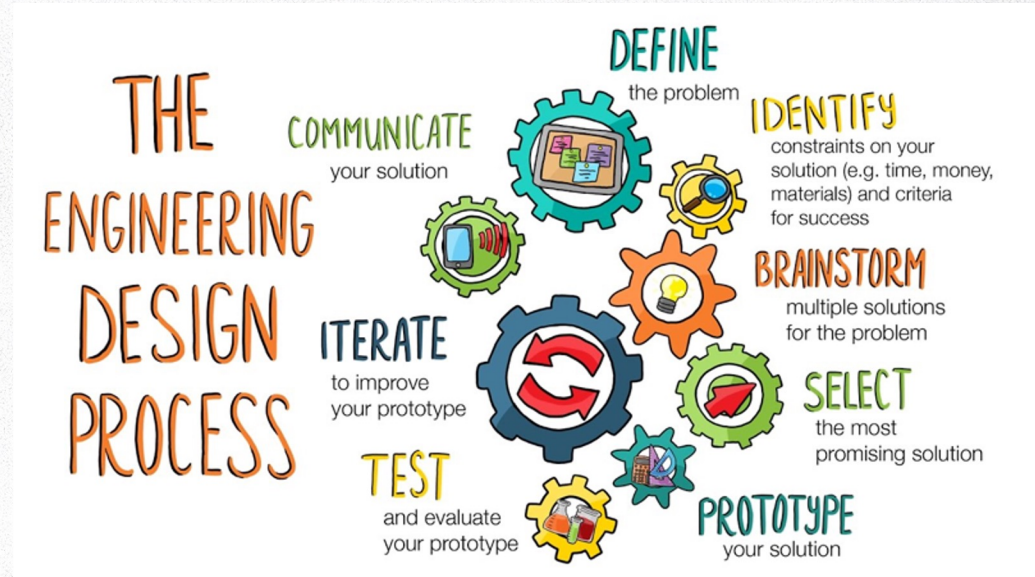 THE
ENGINEERING
DESIGN
PROCESS
DEFINE
the problem
IDENTIFY
constraints on your
solution (e.g. time, money,
materials) and criteria
for success
BRAINSTORM
multiple solutions
for the problem
SELECT
the most
promising solution
PROTOTYPE
your solution
TEST
and evaluate
your prototype
ITERATE
to improve
your prototype
COMMUNICATE
your solution